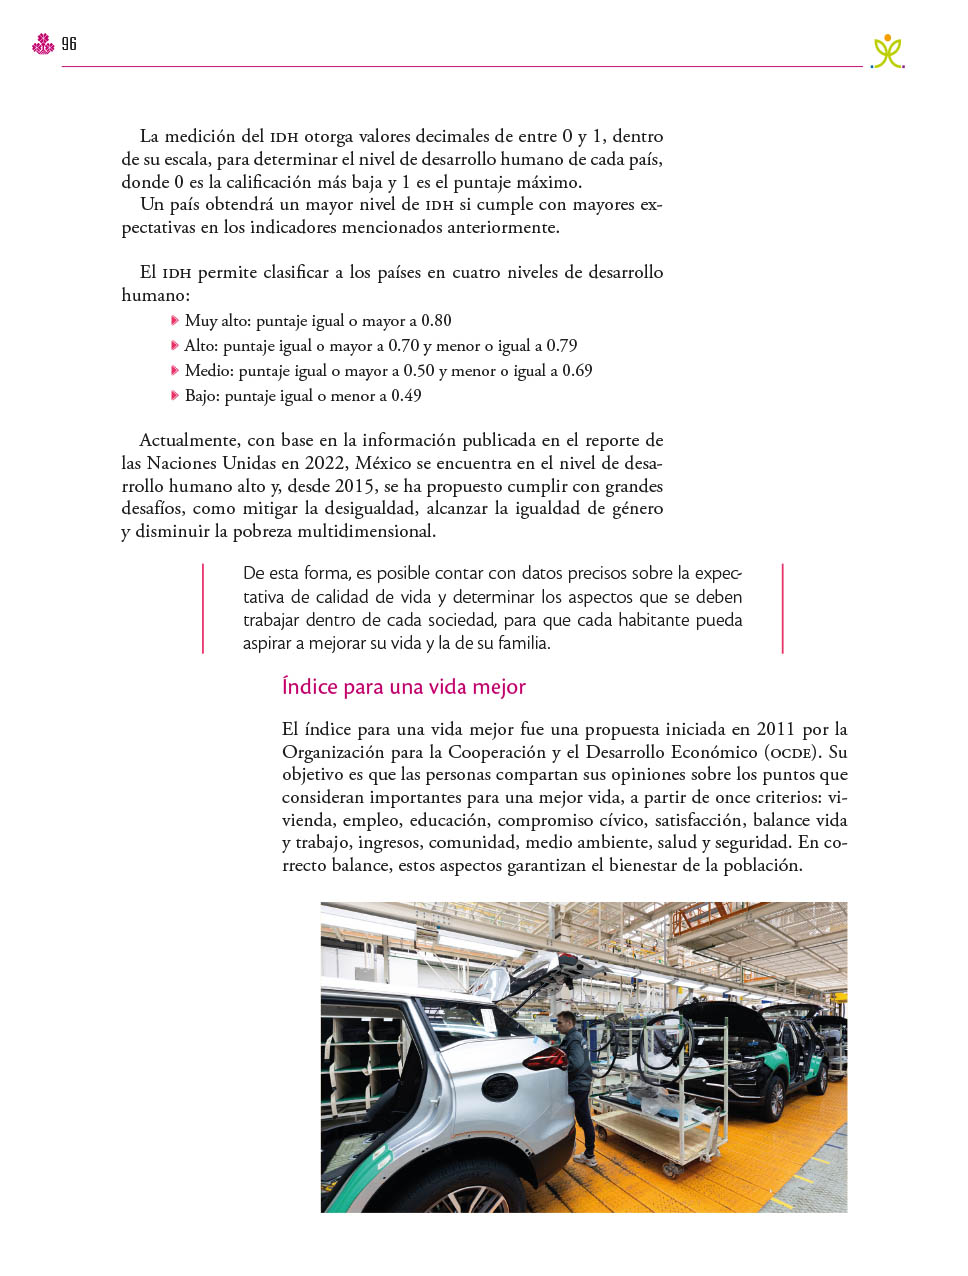 96
La medición del IDH otorga valores decimales de entre 0 y 1, dentro
de su escala, para determinar el nivel de desarrollo humano de cada país,
donde 0 es la calificación más baja y 1 es el puntaje máximo.
Un país obtendrá un mayor nivel de IDH si cumple con mayores ex-
pectativas en los indicadores mencionados anteriormente.
El IDH permite clasificar a los países en cuatro niveles de desarrollo
humano:
Muy alto: puntaje igual o mayor a 0.80
Alto: puntaje igual o mayor a 0.70 y menor o igual a 0.79
Medio: puntaje igual o mayor a 0.50 y menor o igual a 0.69
Bajo: puntaje igual o menor a 0.49
Actualmente, con base en la información publicada en el reporte de
las Naciones Unidas en 2022, México se encuentra en el nivel de desa-
rrollo humano alto y, desde 2015, se ha propuesto cumplir con grandes
desafíos, como mitigar la desigualdad, alcanzar la igualdad de género
y disminuir la pobreza multidimensional.
De esta forma, es posible contar con datos precisos sobre la expec-
tativa de calidad de vida y determinar los aspectos que se deben
trabajar dentro de cada sociedad, para que cada habitante pueda
aspirar a mejorar su vida y la de su familia.
Índice para una vida mejor
El índice para una vida mejor fue una propuesta iniciada en 2011 por la
Organización para la Cooperación y el Desarrollo Económico (OCDE). Su
objetivo es que las personas compartan sus opiniones sobre los puntos que
consideran importantes para una mejor vida, a partir de once criterios: vi-
vienda, empleo, educación, compromiso cívico, satisfacción, balance vida
y trabajo, ingresos, comunidad, medio ambiente, salud y seguridad. En co-
rrecto balance, estos aspectos garantizan el bienestar de la población.